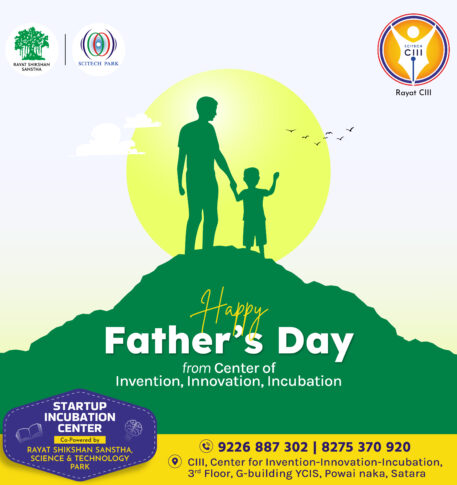 RAYAT SHIKSHAN
SANSTHA
SCITECH PARK
SCITECH
CIII
Rayat CIII
Happy
Father's Day
from Center of
Invention, Innovation, Incubation
STARTUP
INCUBATION
CENTER
Co-Powered by
RAYAT SHIKSHAN SANSTHA,
SCIENCE & TECHNOLOGY
PARK
9226 887 302 | 8275 370 920
CIII, Center for Invention-Innovation-Incubation,
3rd Floor, G-building YCIS, Powai naka, Satara